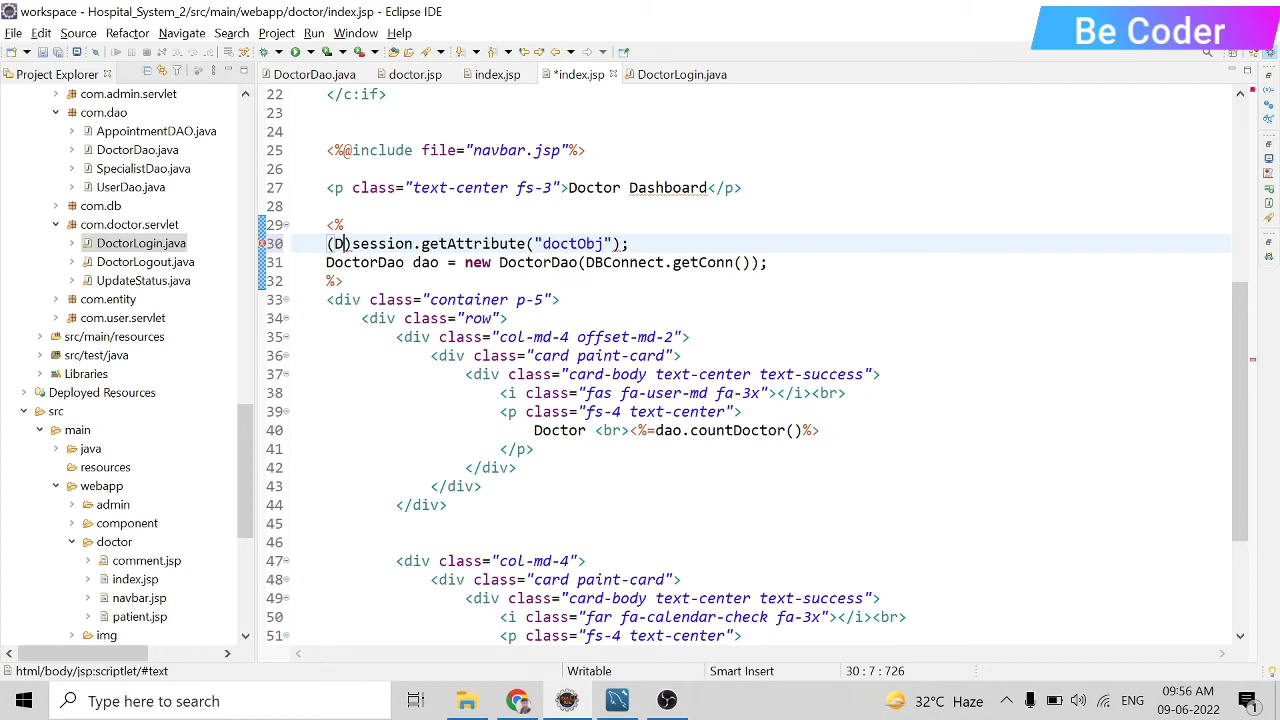 workspace - Hospital_System_2/src/main/webapp/doctor/index.jsp - Eclipse IDE
Be Coder
File Edit Source Refactor Navigate Search Project Run Window Help
Project Explorer
DoctorDao.java doctor.jsp index.jsp *index.jsp DoctorLogin.java
com.admin.servlet
com.dao
AppointmentDAO.java
DoctorDao.java
SpecialistDao.java
UserDao.java
com.db
com.doctor.servlet
DoctorLogin.java
DoctorLogout.java
UpdateStatus.java
com.entity
com.user.servlet
src/main/resources
src/test/java
Libraries
Deployed Resources
src
main
java
resources
webapp
admin
component
doctor
comment.jsp
index.jsp
navbar.jsp
patient.jsp
img
22 </c:if>
23
24
25 <%@include file="navbar.jsp"%>
26
27 <p class="text-center fs-3">Doctor Dashboard</p>
28
29 <%
30 (D)session.getAttribute("doctObj");
31 DoctorDao dao = new DoctorDao(DBConnect.getConn());
32 %>
33 <div class="container p-5">
34 <div class="row">
35 <div class="col-md-4 offset-md-2">
36 <div class="card paint-card">
37 <div class="card-body text-center text-success">
38 <i class="fas fa-user-md fa-3x"></i><br>
39 <p class="fs-4 text-center">
40 Doctor <br><%=dao.countDoctor()%>
41 </p>
42 </div>
43 </div>
44 </div>
45
46
47 <div class="col-md-4">
48 <div class="card paint-card">
49 <div class="card-body text-center text-success">
50 <i class="far fa-calendar-check fa-3x"></i><br>
51 <p class="fs-4 text-center">
html/body/jsp:scriptlet/#text Writable Smart Insert 30 : 7 : 726
Type here to search
32°C Haze
ENG
09:56 AM
09-06-2022
1